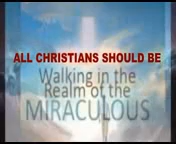 ALL CHRISTIANS SHOULD BE
Walking in the
Realm of the
MIRACULOUS